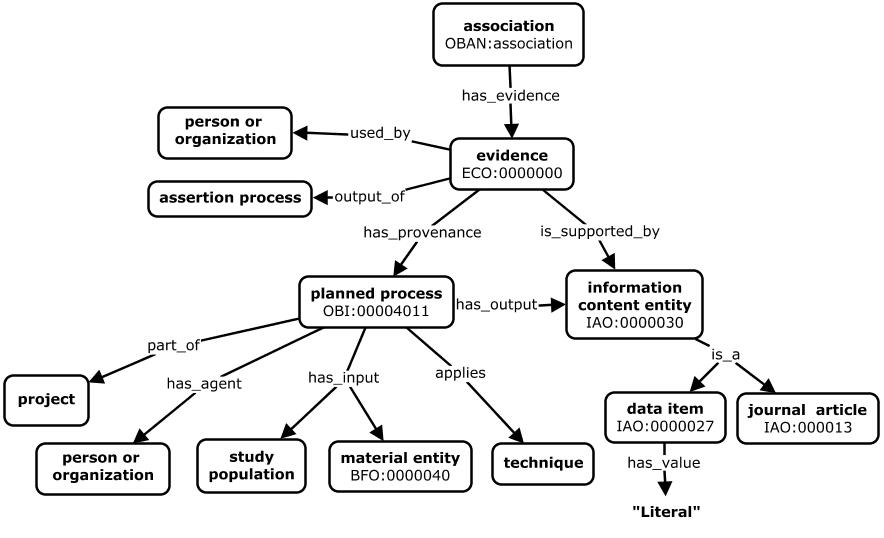 association
OBAN:association
has_evidence
person or
organization
used_by
evidence
ECO:0000000
assertion process
output_of
has_provenance
is_supported_by
planned process
OBI:00004011
has_output
information
content entity
IAO:0000030
part_of
has_agent
has_input
applies
is_a
project
person or
organization
study
population
material entity
BFO:0000040
technique
data item
IAO:0000027
journal article
IAO:000013
has_value
"Literal"